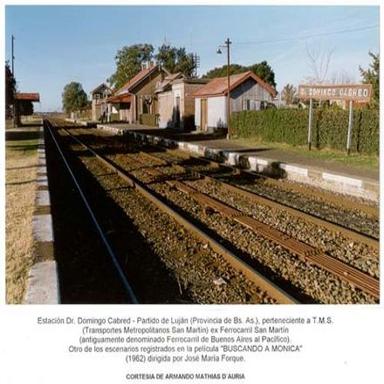 D. DOMINGO CABRED
Estación Dr. Domingo Cabred - Partido de Luján (Provincia de Bs. As.), perteneciente a T.M.S.
(Transportes Metropolitanos San Martín) ex Ferrocarril San Martín
(antiguamente denominado Ferrocarril de Buenos Aires al Pacífico).
Otro de los escenarios registrados en la película "BUSCANDO A MONICA"
(1962) dirigida por José María Forque.
CORTESIA DE ARMANDO MATHIAS D'AURIA